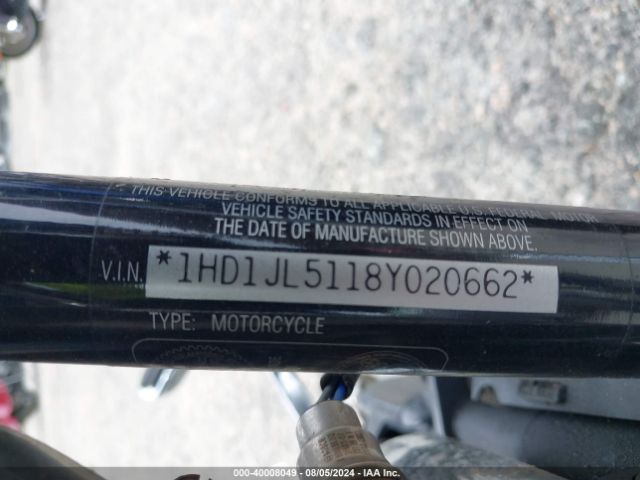 THIS VEHICLE CONFORMS TO ALL APPLICABLE U.S. FEDERAL MOTOR
VEHICLE SAFETY STANDARDS IN EFFECT ON
THE DATE OF MANUFACTURE SHOWN ABOVE.
V.I.N. *1HD1JL5118Y020662*
TYPE: MOTORCYCLE
000-40008049 - 08/05/2024 - IAA Inc.